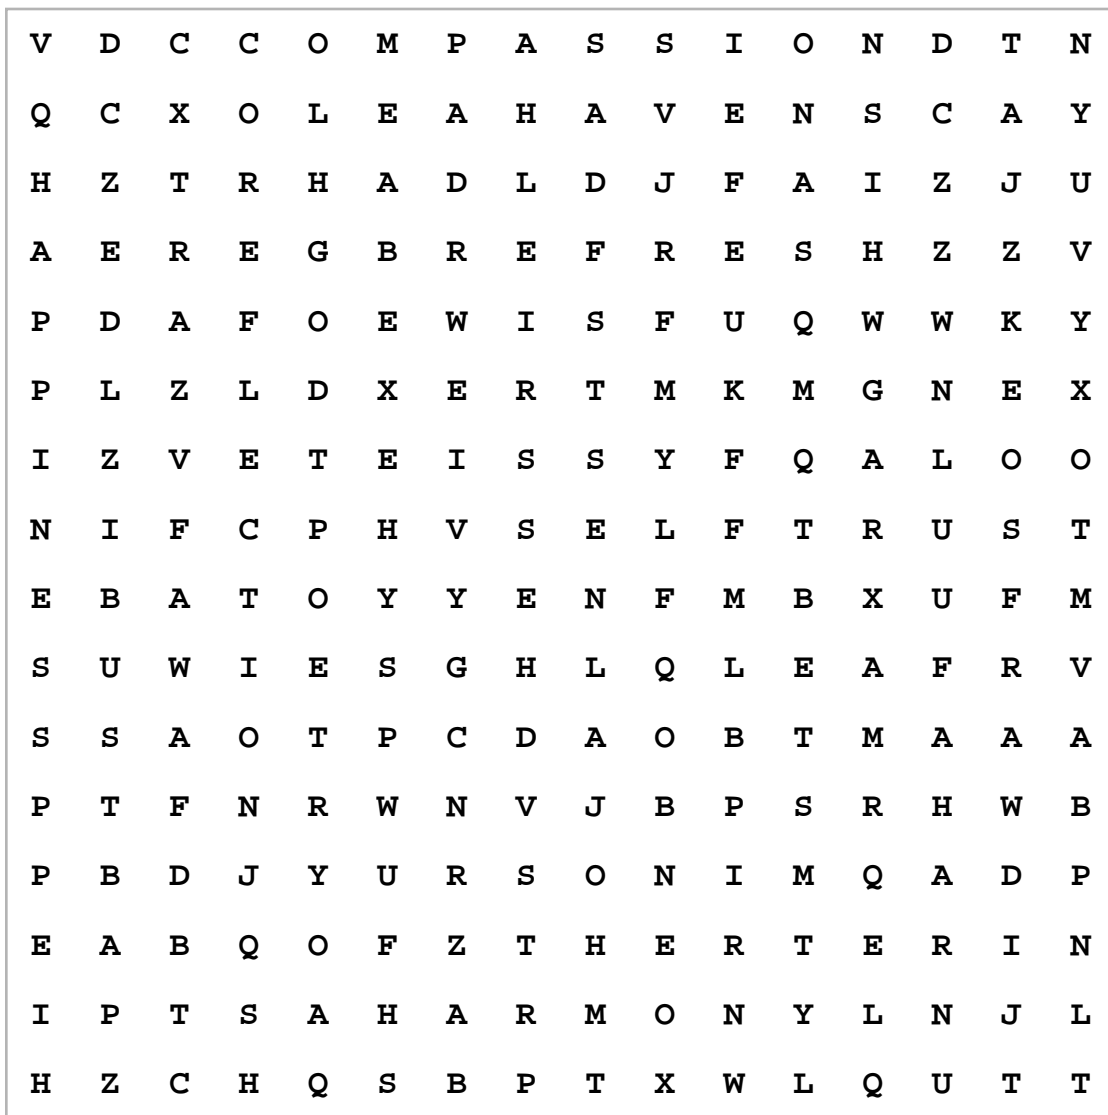 V D C C O M P A S S I O N D T N
Q C X O L E A H A V E N S C A Y
H Z T R H A D L D J F A I Z J U
A E R E G B R E F R E S H Z Z V
P D A F O E W I S F U Q W W K Y
P L Z L D X E R T M K M G N E X
I Z V E T E I S S Y F Q A L O O
N I F C P H V S E L F T R U S T
E B A T O Y Y E N F M B X U F M
S U W I E S G H L Q L E A F R V
S S A O T P C D A O B T M A A A
P T F N R W N V J B P S R H W B
P B D J Y U R S O N I M Q A D P
E A B Q O F Z T H E R T E R I N
I P T S A H A R M O N Y L N J L
H Z C H Q S B P T X W L Q U T T